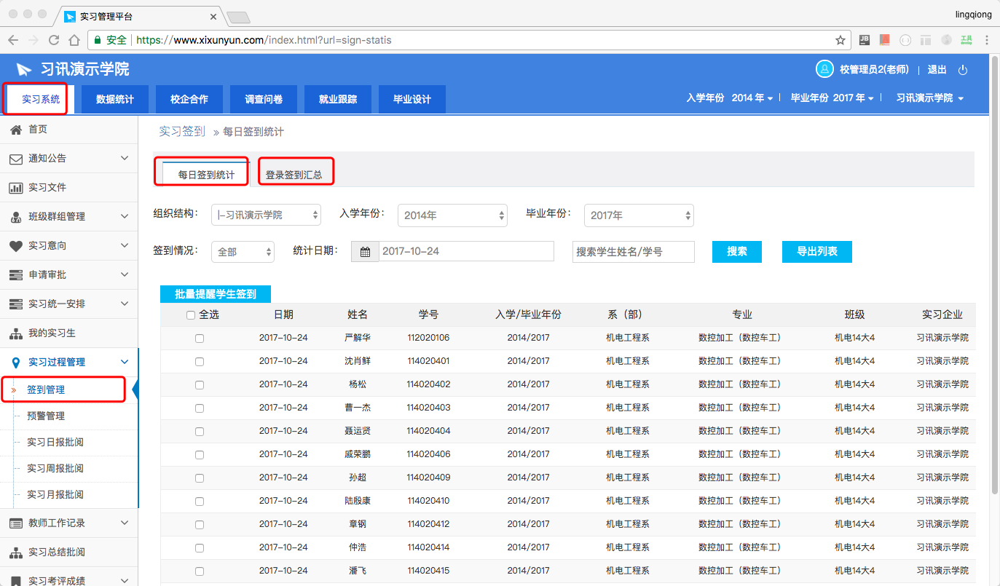 实习管理平台
lingqiong
安全 https://www.xixunyun.com/index.html?url=sign-statis
习讯演示学院
校管理员2(老师) | 退出
实习系统 数据统计 校企合作 调查问卷 就业跟踪 毕业设计 入学年份 2014 年 | 毕业年份 2017 年 | 习讯演示学院
首页
通知公告
实习文件
班级群组管理
实习意向
申请审批
实习统一安排
我的实习生
实习过程管理
签到管理
预警管理
实习日报批阅
实习周报批阅
实习月报批阅
教师工作记录
实习总结批阅
实习考评成绩
实习签到 » 每日签到统计
每日签到统计 登录签到汇总
组织结构: |-习讯演示学院 入学年份: 2014年 毕业年份: 2017年
签到情况: 全部 统计日期: 2017-10-24 搜索学生姓名/学号 搜索 导出列表
批量提醒学生签到
全选 日期 姓名 学号 入学/毕业年份 系（部） 专业 班级 实习企业
2017-10-24 严解华 112020106 2014/2017 机电工程系 数控加工（数控车工） 机电14大4 习讯演示学院
2017-10-24 沈肖鲜 114020401 2014/2017 机电工程系 数控加工（数控车工） 机电14大4 习讯演示学院
2017-10-24 杨松 114020402 2014/2017 机电工程系 数控加工（数控车工） 机电14大4 习讯演示学院
2017-10-24 曹一杰 114020403 2014/2017 机电工程系 数控加工（数控车工） 机电14大4 习讯演示学院
2017-10-24 聂运贤 114020404 2014/2017 机电工程系 数控加工（数控车工） 机电14大4 习讯演示学院
2017-10-24 戚荣鹏 114020406 2014/2017 机电工程系 数控加工（数控车工） 机电14大4 习讯演示学院
2017-10-24 孙超 114020409 2014/2017 机电工程系 数控加工（数控车工） 机电14大4 习讯演示学院
2017-10-24 陆殷康 114020410 2014/2017 机电工程系 数控加工（数控车工） 机电14大4 习讯演示学院
2017-10-24 章钢 114020412 2014/2017 机电工程系 数控加工（数控车工） 机电14大4 习讯演示学院
2017-10-24 仲浩 114020414 2014/2017 机电工程系 数控加工（数控车工） 机电14大4 习讯演示学院
2017-10-24 潘飞 114020415 2014/2017 机电工程系 数控加工（数控车工） 机电14大4 习讯演示学院